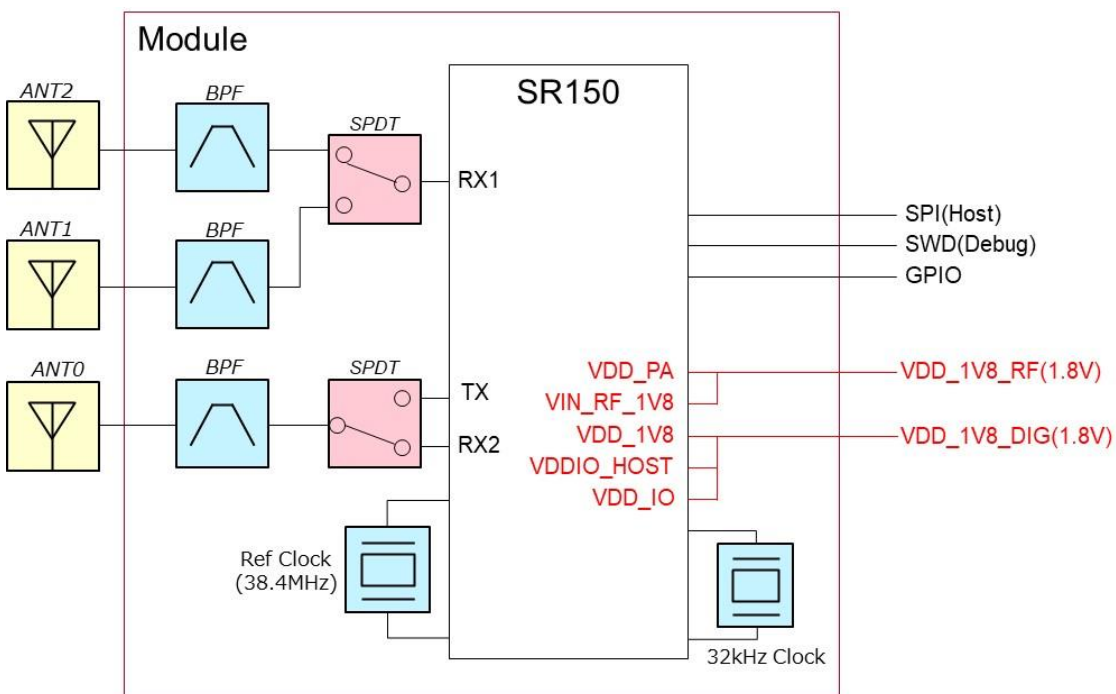 Module
SR150
ANT2
BPF
SPDT
RX1
ANT1
BPF
ANT0
BPF
SPDT
TX
RX2
SPI(Host)
SWD(Debug)
GPIO
VDD_PA
VDD_1V8_RF(1.8V)
VIN_RF_1V8
VDD_1V8
VDD_1V8_DIG(1.8V)
VDDIO_HOST
VDD_IO
Ref Clock
(38.4MHz)
32kHz Clock